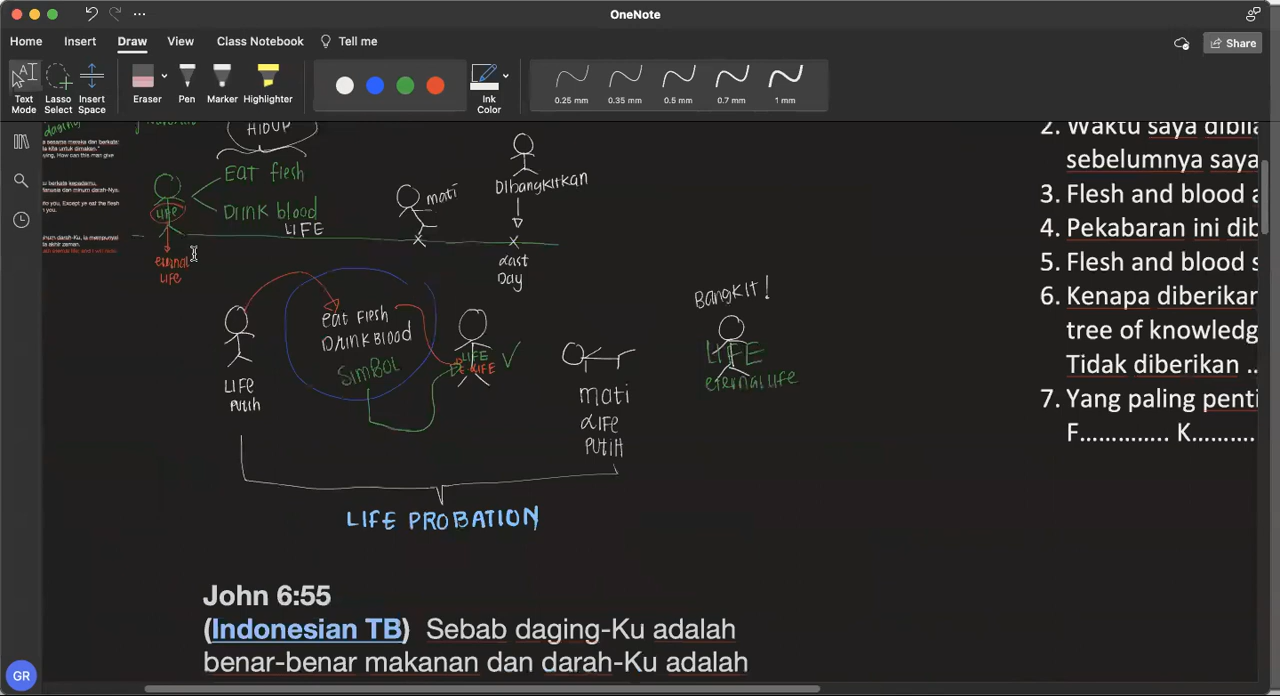 OneNote
Home Insert Draw View Class Notebook Tell me
Share
Text Mode
Lasso Select
Insert Space
Eraser
Pen
Marker
Highlighter
Ink Color
0.25 mm
0.35 mm
0.5 mm
0.7 mm
1 mm
daging,
HIDUP
Eat flesh
Drink blood
LIFE
LIFE
eternal
LIFE
mati
Dibangkitkan
Last
Day
eat Flesh
Drink Blood
SIMBOL
LIFE
Putih
LIFE
E-LIFE
mati
LIFE
Putih
BangKit!
LIFE
eternal life
LIFE PROBATION
John 6:55
(Indonesian TB) Sebab daging-Ku adalah
benar-benar makanan dan darah-Ku adalah
2. Waktu saya dibila
sebelumnya saya
3. Flesh and blood a
4. Pekabaran ini dib
5. Flesh and blood s
6. Kenapa diberikan
tree of knowledg
Tidak diberikan ..
7. Yang paling penti
F.............. K..........
GR